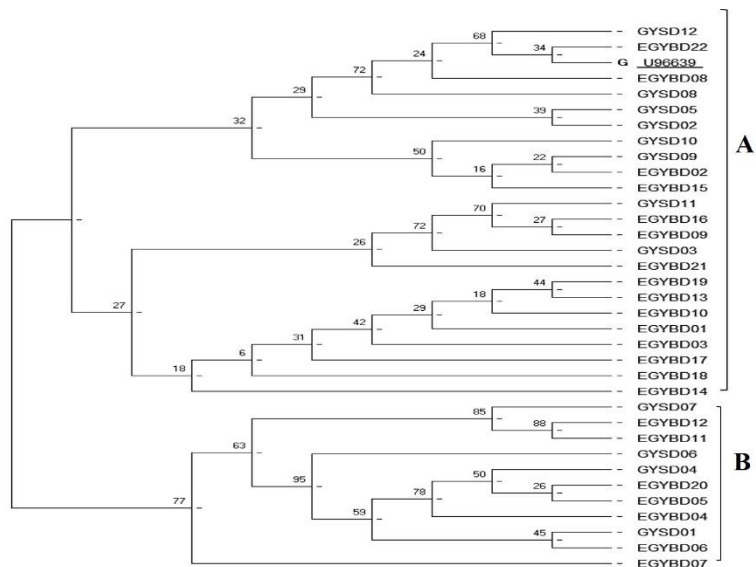 68 GYSD12
24 34 EGYBD22
72 G U96639
29 EGYBD08
GYSD08
39 GYSD05
32 GYSD02
50 GYSD10
22 GYSD09
16 EGYBD02
EGYBD15
70 GYSD11
72 27 EGYBD16
26 EGYBD09
GYSD03
EGYBD21
27 44 EGYBD19
18 EGYBD13
29 EGYBD10
42 EGYBD01
31 EGYBD03
6 EGYBD17
18 EGYBD18
EGYBD14
A
85 GYSD07
88 EGYBD12
63 EGYBD11
95 GYSD06
50 GYSD04
78 26 EGYBD20
77 EGYBD05
59 EGYBD04
45 GYSD01
EGYBD06
EGYBD07
B